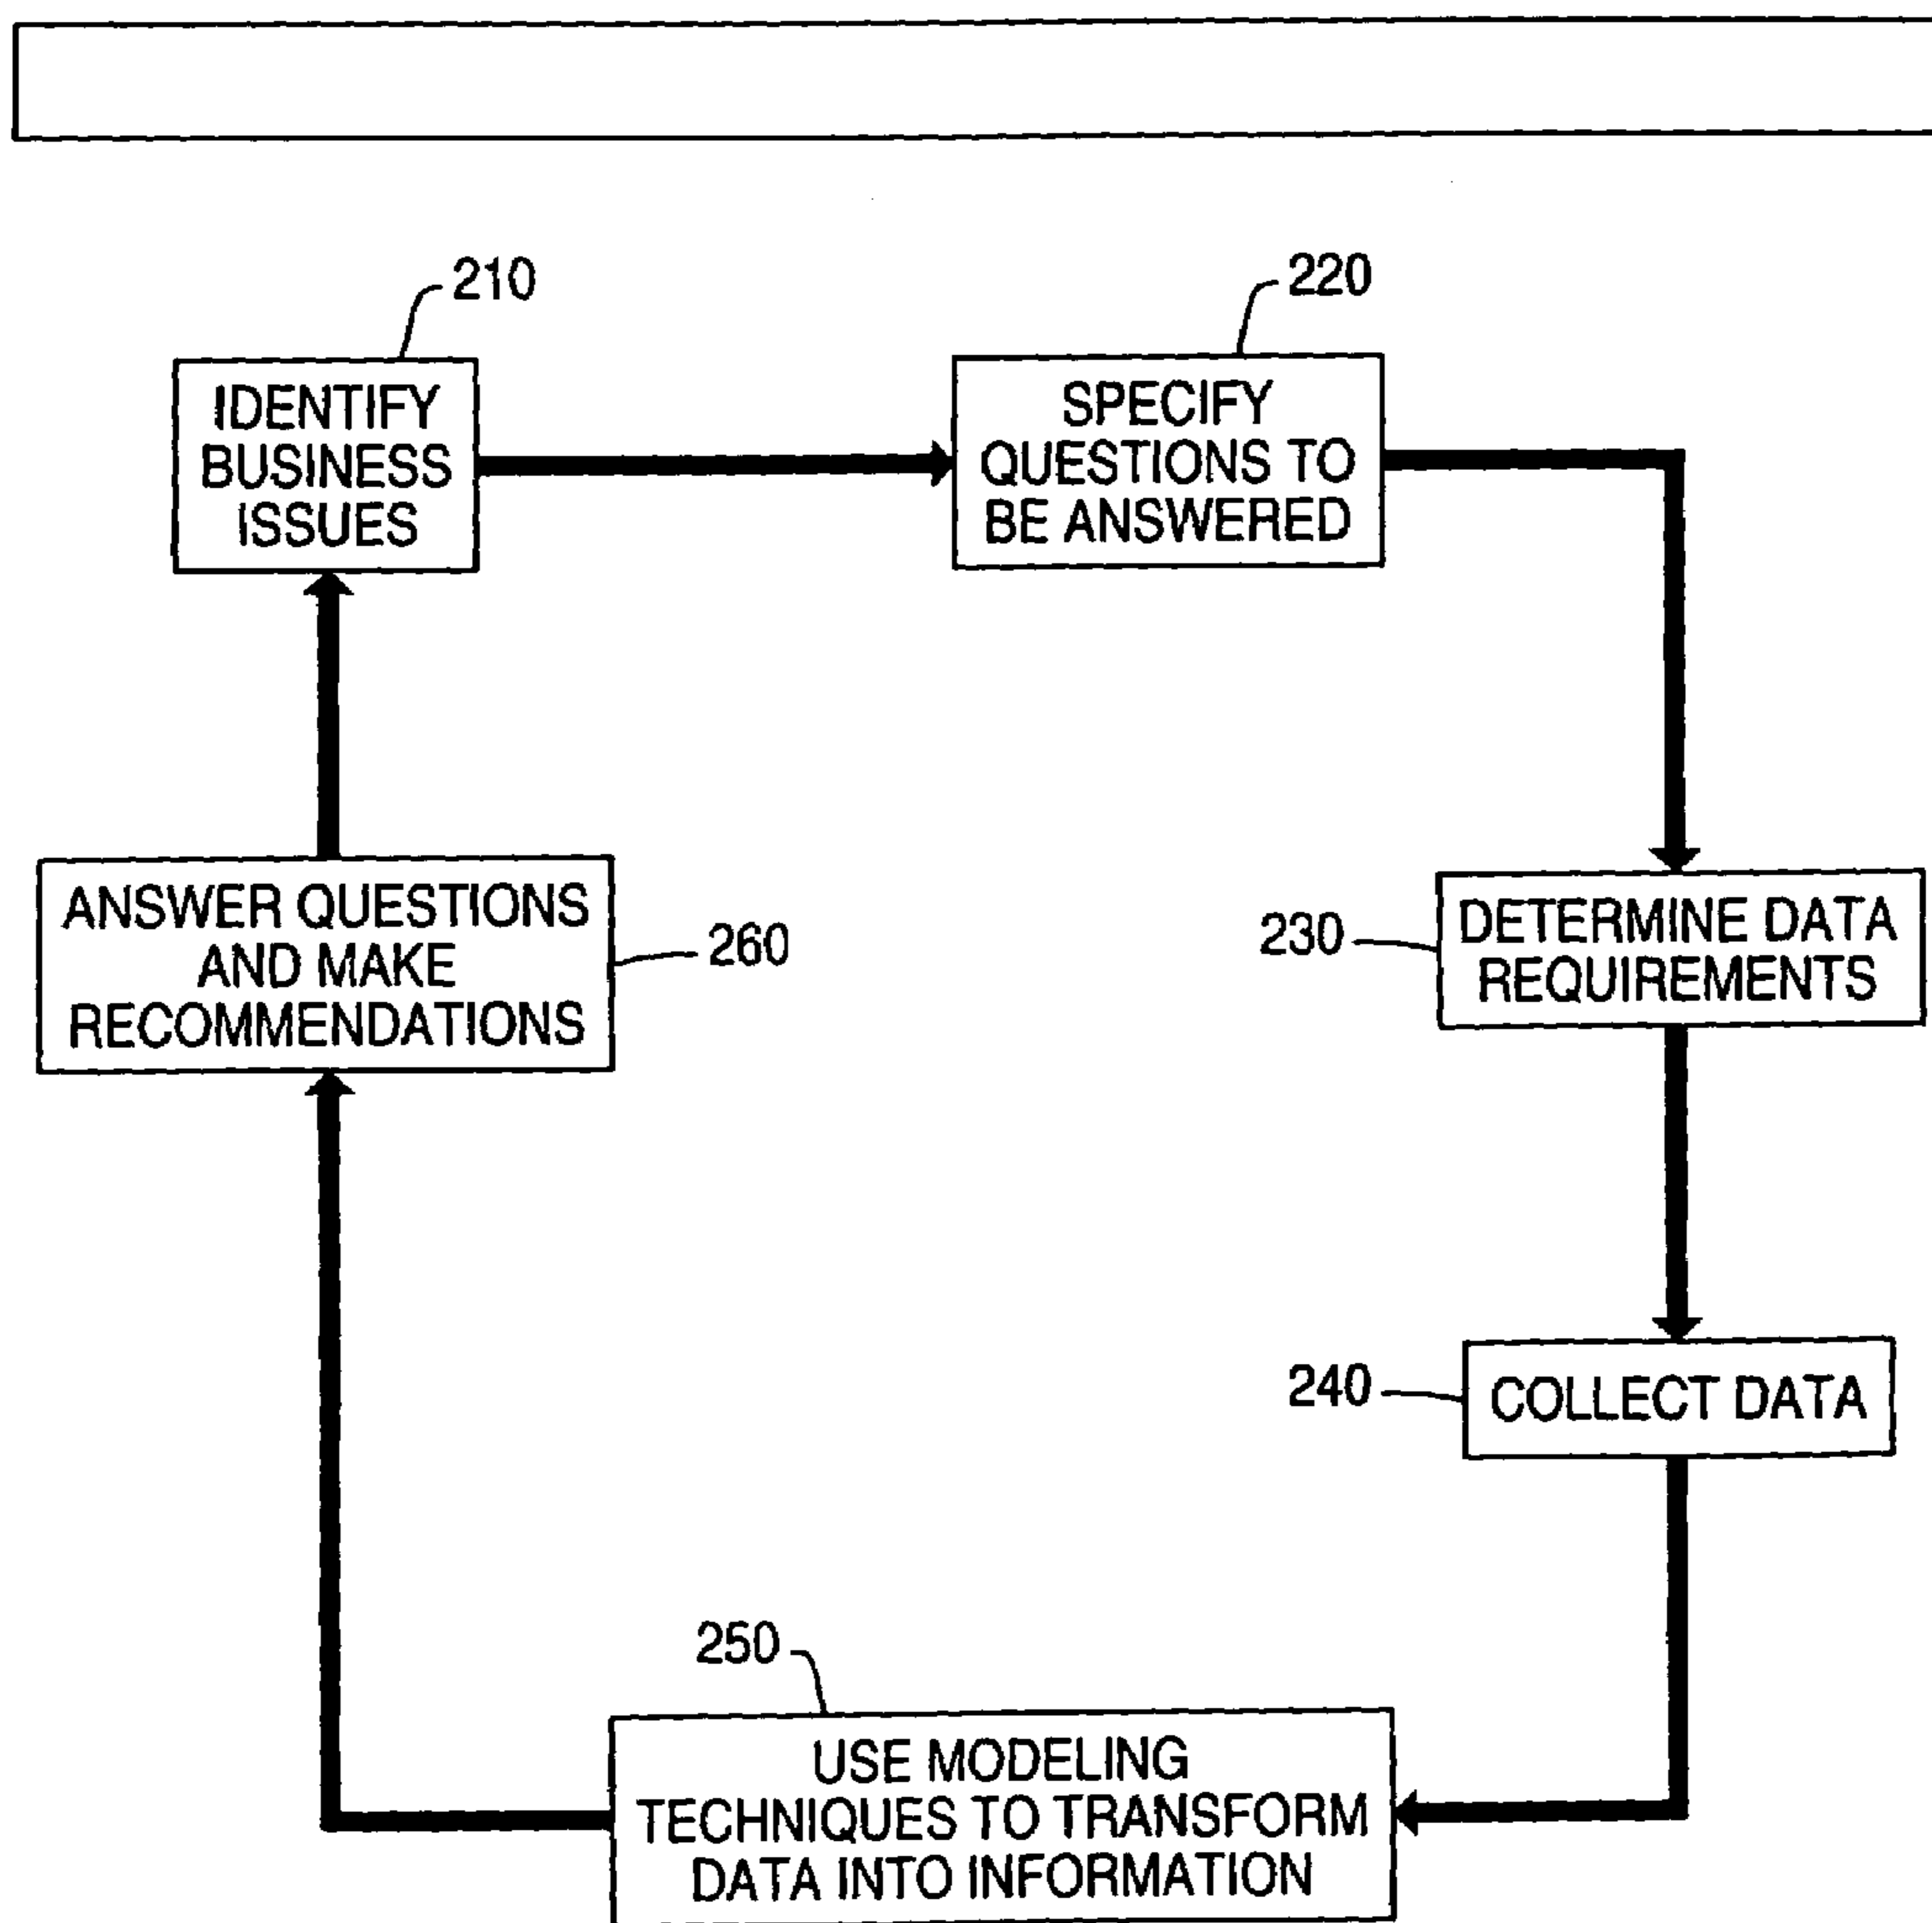 210
IDENTIFY
BUSINESS
ISSUES
220
SPECIFY
QUESTIONS TO
BE ANSWERED
230
DETERMINE DATA
REQUIREMENTS
240
COLLECT DATA
250
USE MODELING
TECHNIQUES TO TRANSFORM
DATA INTO INFORMATION
260
ANSWER QUESTIONS
AND MAKE
RECOMMENDATIONS